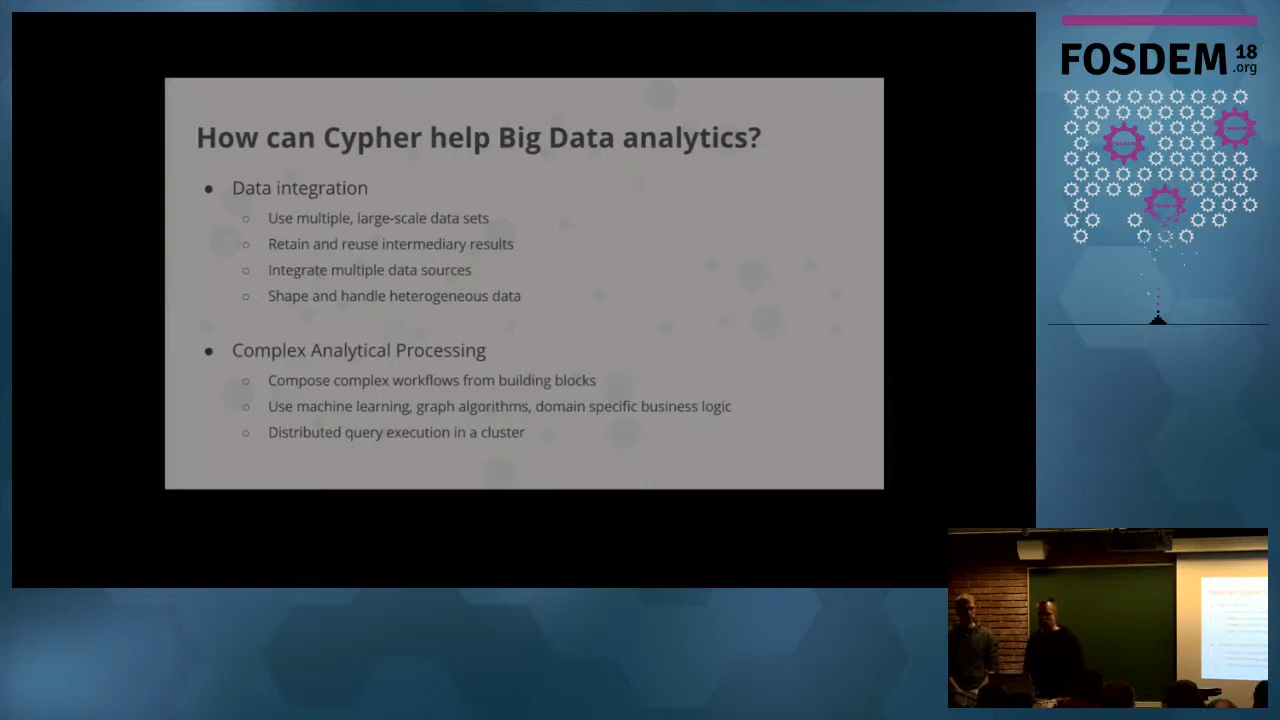 How can Cypher help Big Data analytics?
● Data integration
○ Use multiple, large-scale data sets
○ Retain and reuse intermediary results
○ Integrate multiple data sources
○ Shape and handle heterogeneous data
● Complex Analytical Processing
○ Compose complex workflows from building blocks
○ Use machine learning, graph algorithms, domain specific business logic
○ Distributed query execution in a cluster
FOSDEM 18
.org